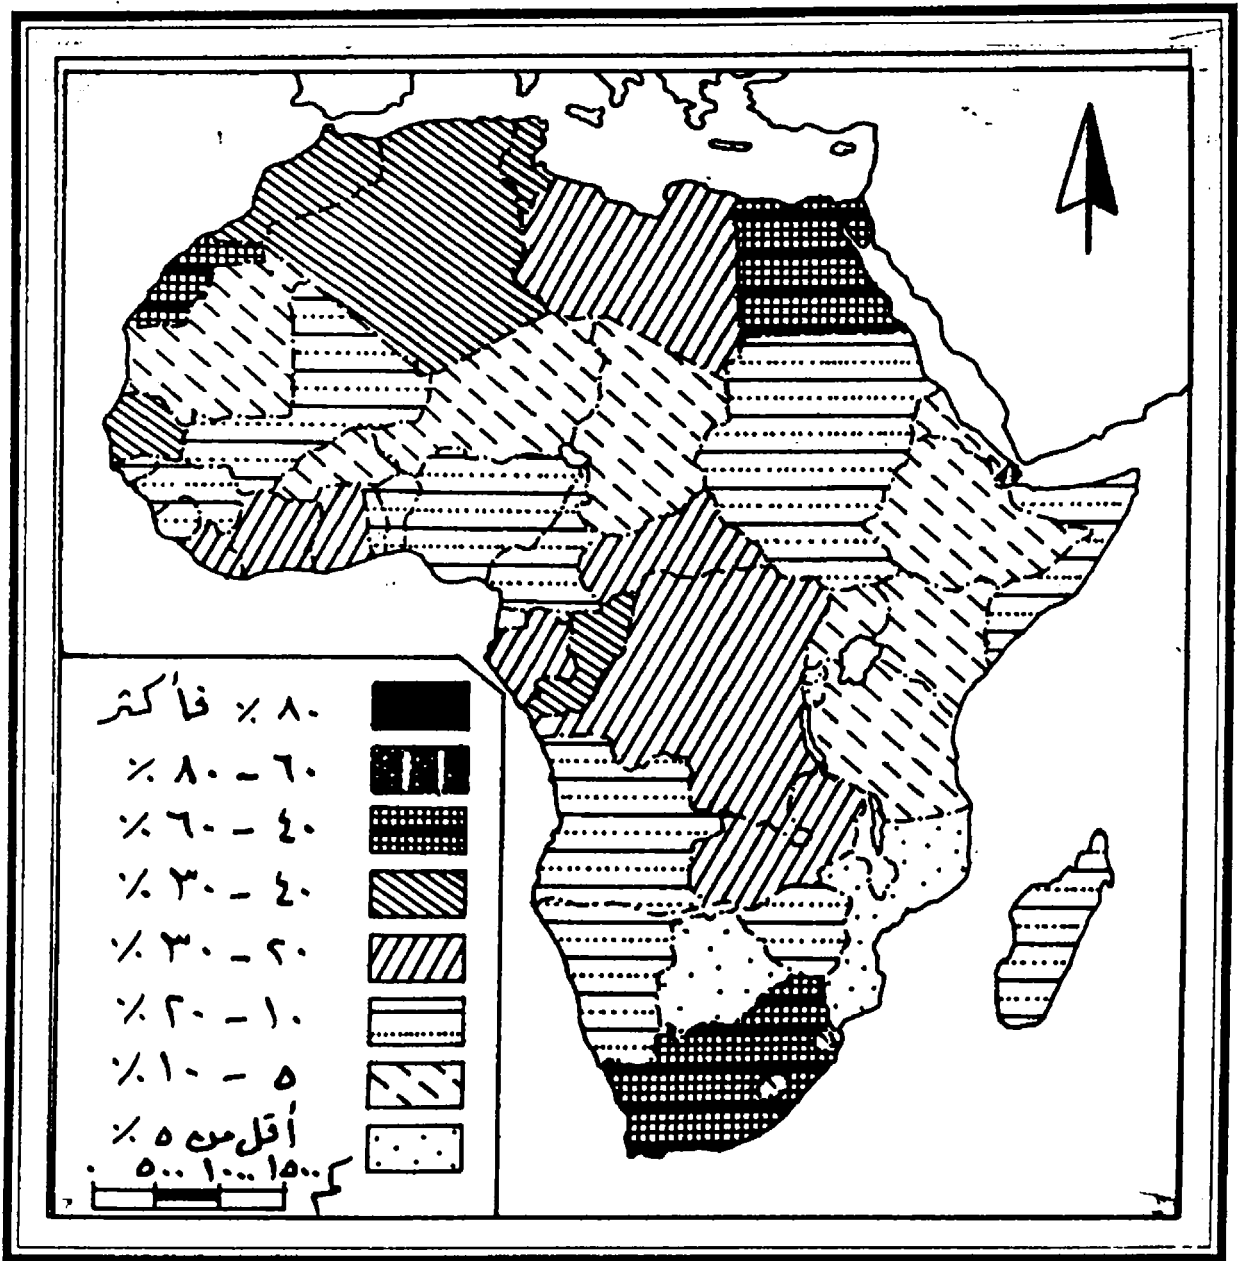 ٨٠ ٪ فأكثر
٦٠ – ٨٠ ٪
٤٠ – ٦٠ ٪
٤٠ – ٣٠ ٪
٢٠ – ٣٠ ٪
١٠ – ٢٠ ٪
٥ – ١٠ ٪
أقل من ٥ ٪
٠ ٥٠٠ ١٠٠٠ ١٥٠٠